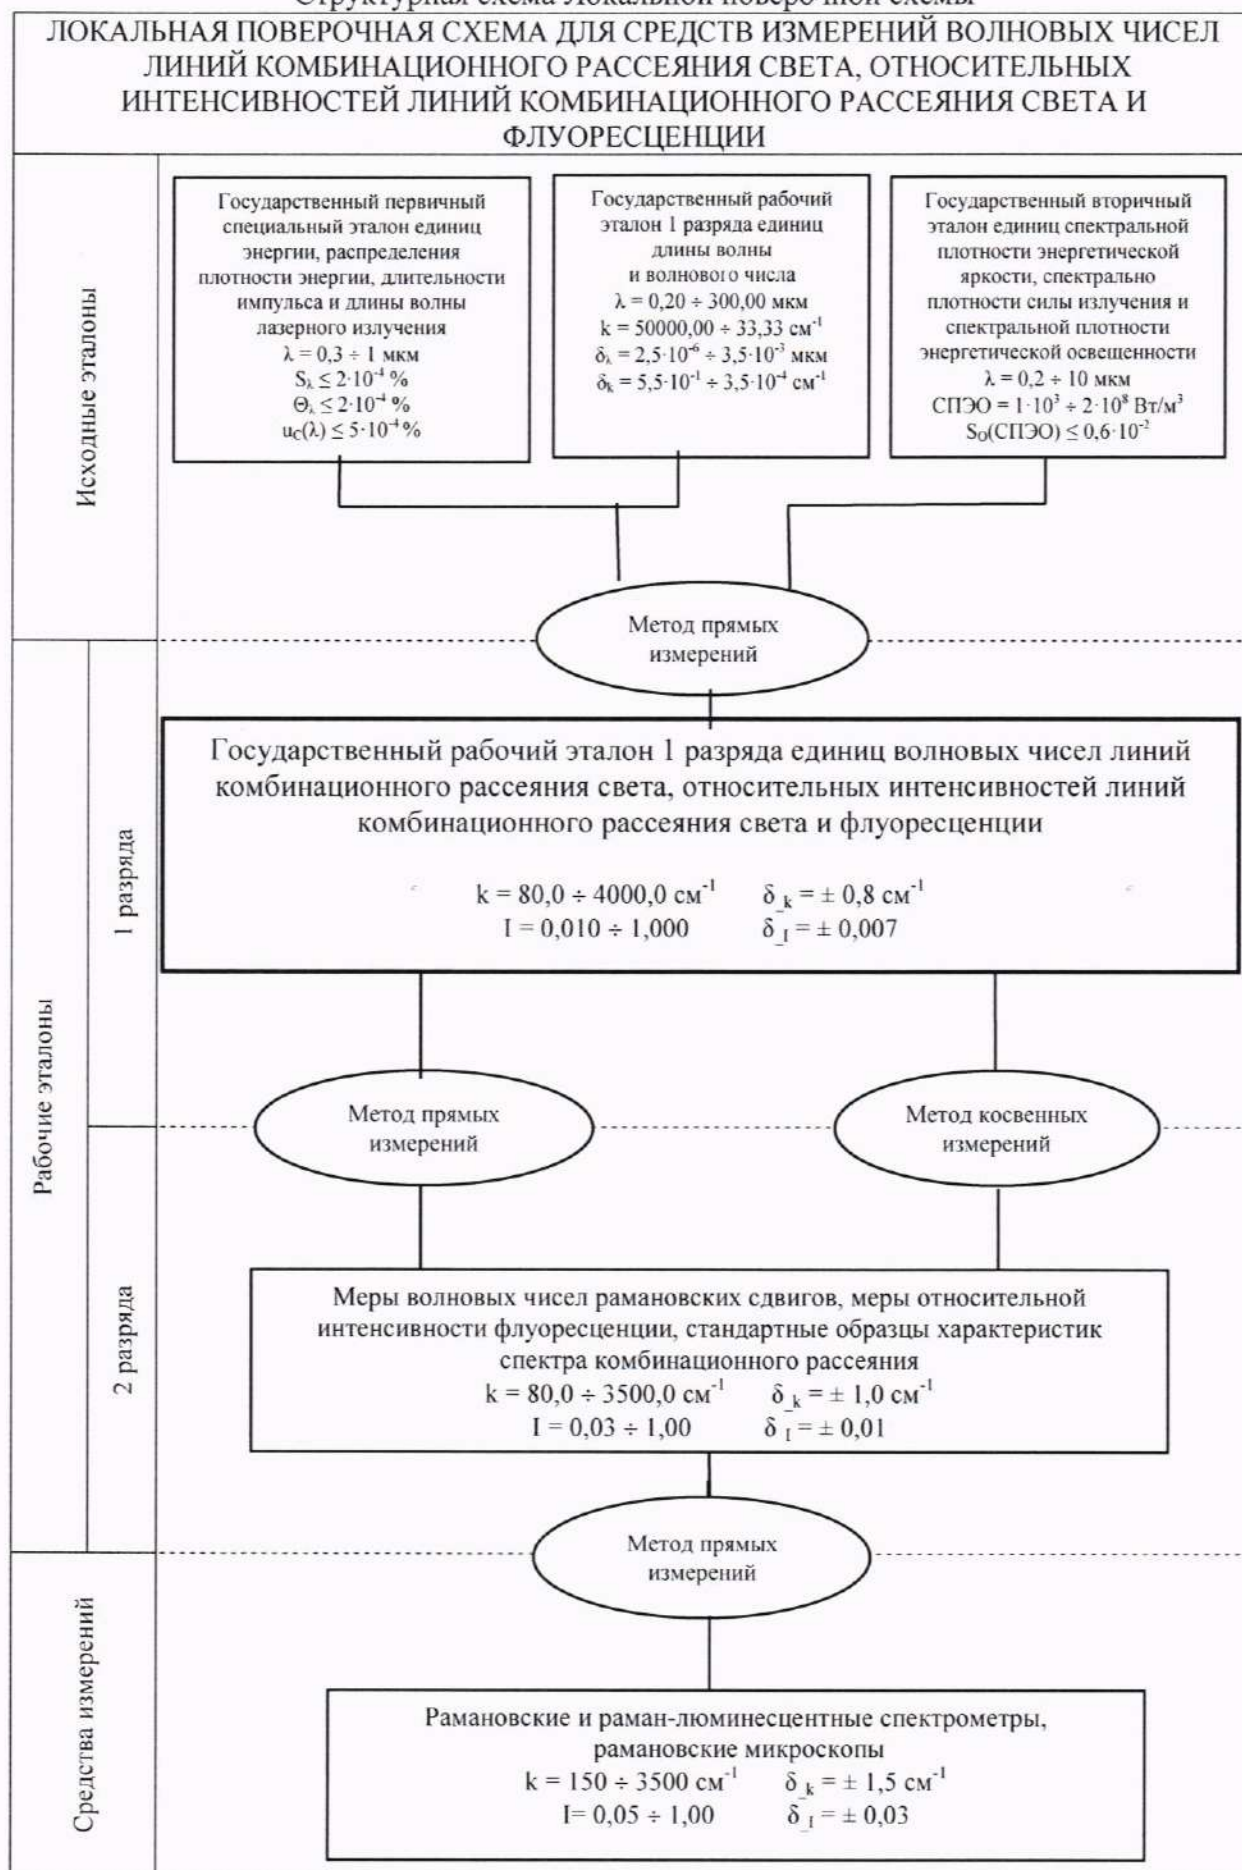 Структурная схема Локальной поверочной схемы
ЛОКАЛЬНАЯ ПОВЕРОЧНАЯ СХЕМА ДЛЯ СРЕДСТВ ИЗМЕРЕНИЙ ВОЛНОВЫХ ЧИСЕЛ
ЛИНИЙ КОМБИНАЦИОННОГО РАССЕЯНИЯ СВЕТА, ОТНОСИТЕЛЬНЫХ
ИНТЕНСИВНОСТЕЙ ЛИНИЙ КОМБИНАЦИОННОГО РАССЕЯНИЯ СВЕТА И
ФЛУОРЕСЦЕНЦИИ
Исходные эталоны
Государственный первичный
специальный эталон единиц
энергии, распределения
плотности энергии, длительности
импульса и длины волны
лазерного излучения
λ = 0,3 ÷ 1 мкм
S_λ ≤ 2·10⁻⁴ %
Θ_λ ≤ 2·10⁻⁴ %
u_C(λ) ≤ 5·10⁻⁴ %
Государственный рабочий
эталон 1 разряда единиц
длины волны
и волнового числа
λ = 0,20 ÷ 300,00 мкм
k = 50000,00 ÷ 33,33 см⁻¹
δ_λ = 2,5·10⁻⁶ ÷ 3,5·10⁻³ мкм
δ_k = 5,5·10⁻¹ ÷ 3,5·10⁻⁴ см⁻¹
Государственный вторичный
эталон единиц спектральной
плотности энергетической
яркости, спектрально
плотности силы излучения и
спектральной плотности
энергетической освещенности
λ = 0,2 ÷ 10 мкм
СПЭО = 1·10³ ÷ 2·10⁸ Вт/м³
S_O(СПЭО) ≤ 0,6·10⁻²
Метод прямых
измерений
Рабочие эталоны
1 разряда
Государственный рабочий эталон 1 разряда единиц волновых чисел линий
комбинационного рассеяния света, относительных интенсивностей линий
комбинационного рассеяния света и флуоресценции
k = 80,0 ÷ 4000,0 см⁻¹ δ_k = ± 0,8 см⁻¹
I = 0,010 ÷ 1,000 δ_I = ± 0,007
Метод прямых
измерений
Метод косвенных
измерений
2 разряда
Меры волновых чисел рамановских сдвигов, меры относительной
интенсивности флуоресценции, стандартные образцы характеристик
спектра комбинационного рассеяния
k = 80,0 ÷ 3500,0 см⁻¹ δ_k = ± 1,0 см⁻¹
I = 0,03 ÷ 1,00 δ_I = ± 0,01
Метод прямых
измерений
Средства измерений
Рамановские и раман-люминесцентные спектрометры,
рамановские микроскопы
k = 150 ÷ 3500 см⁻¹ δ_k = ± 1,5 см⁻¹
I= 0,05 ÷ 1,00 δ_I = ± 0,03